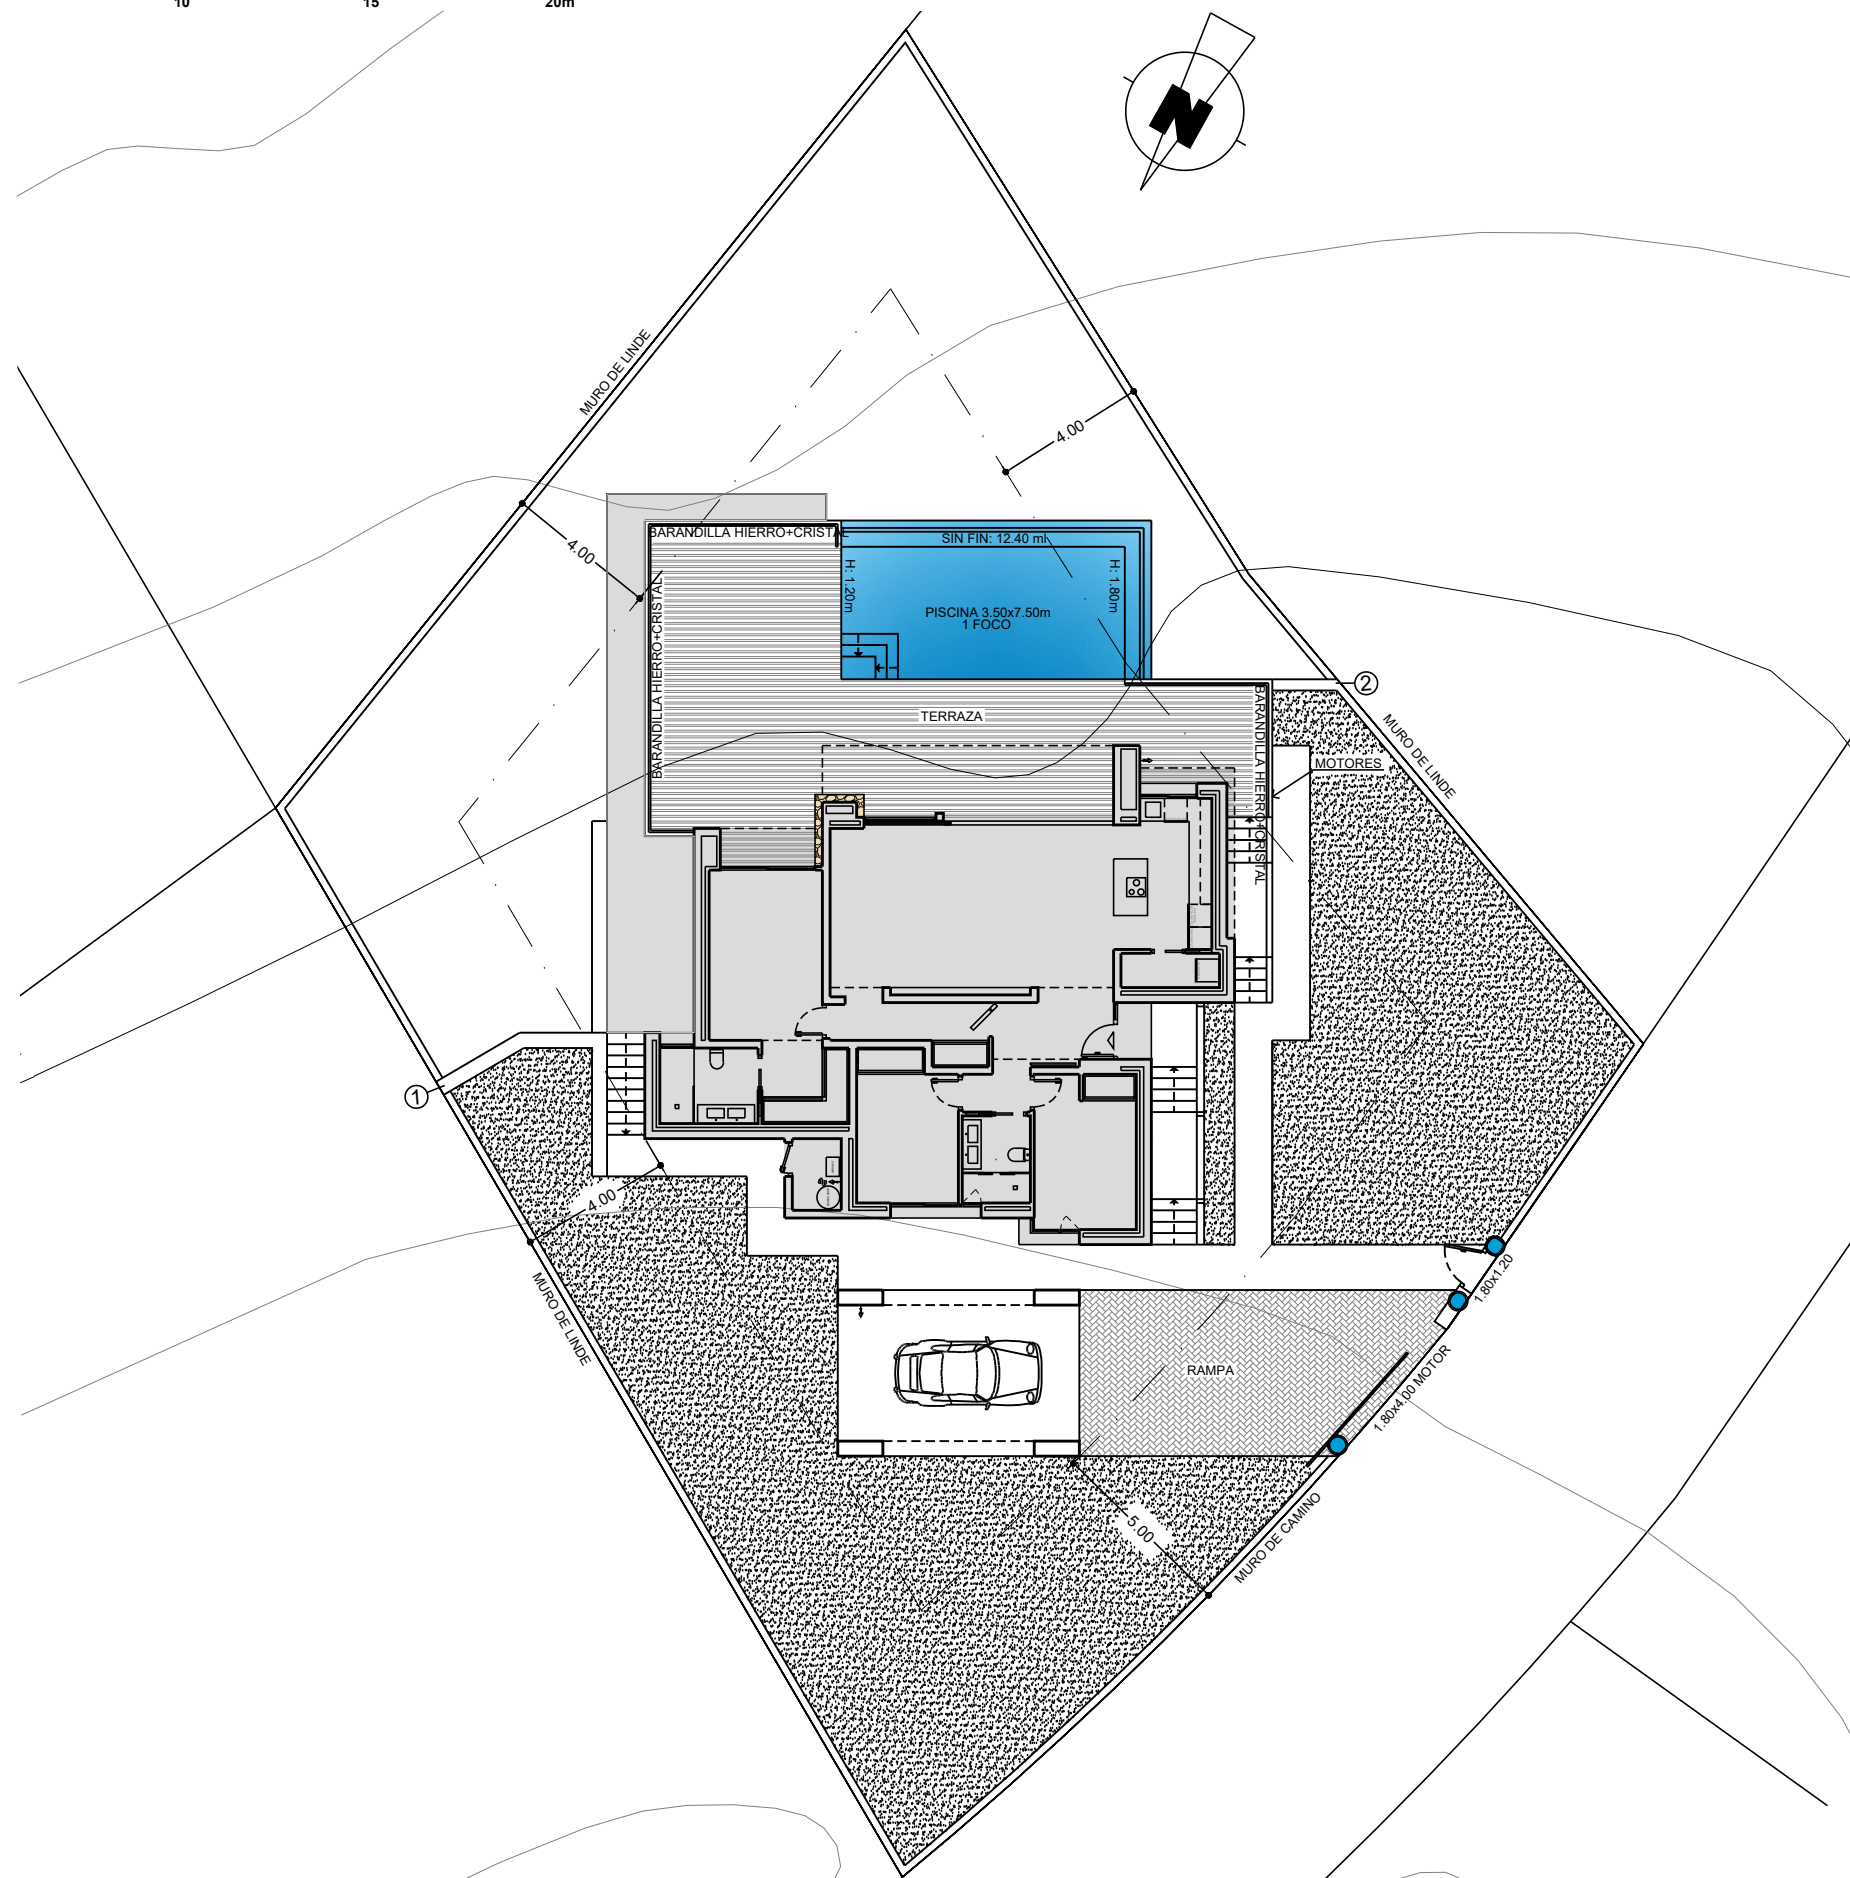 10 15 20m
N
MURO DE LINDE
4.00
4.00
BARANDILLA HIERRO+CRISTAL
SIN FIN: 12.40 ml
H: 1.20m
H: 1.80m
PISCINA 3.50x7.50m
1 FOCO
BARANDILLA HIERRO+CRISTAL
2
TERRAZA
BARANDILLA HIERRO+CRISTAL
MURO DE LINDE
MOTORES
1
4.00
MURO DE LINDE
1.80x1.20
RAMPA
1.80x4.00 MOTOR
5.00
MURO DE CAMINO